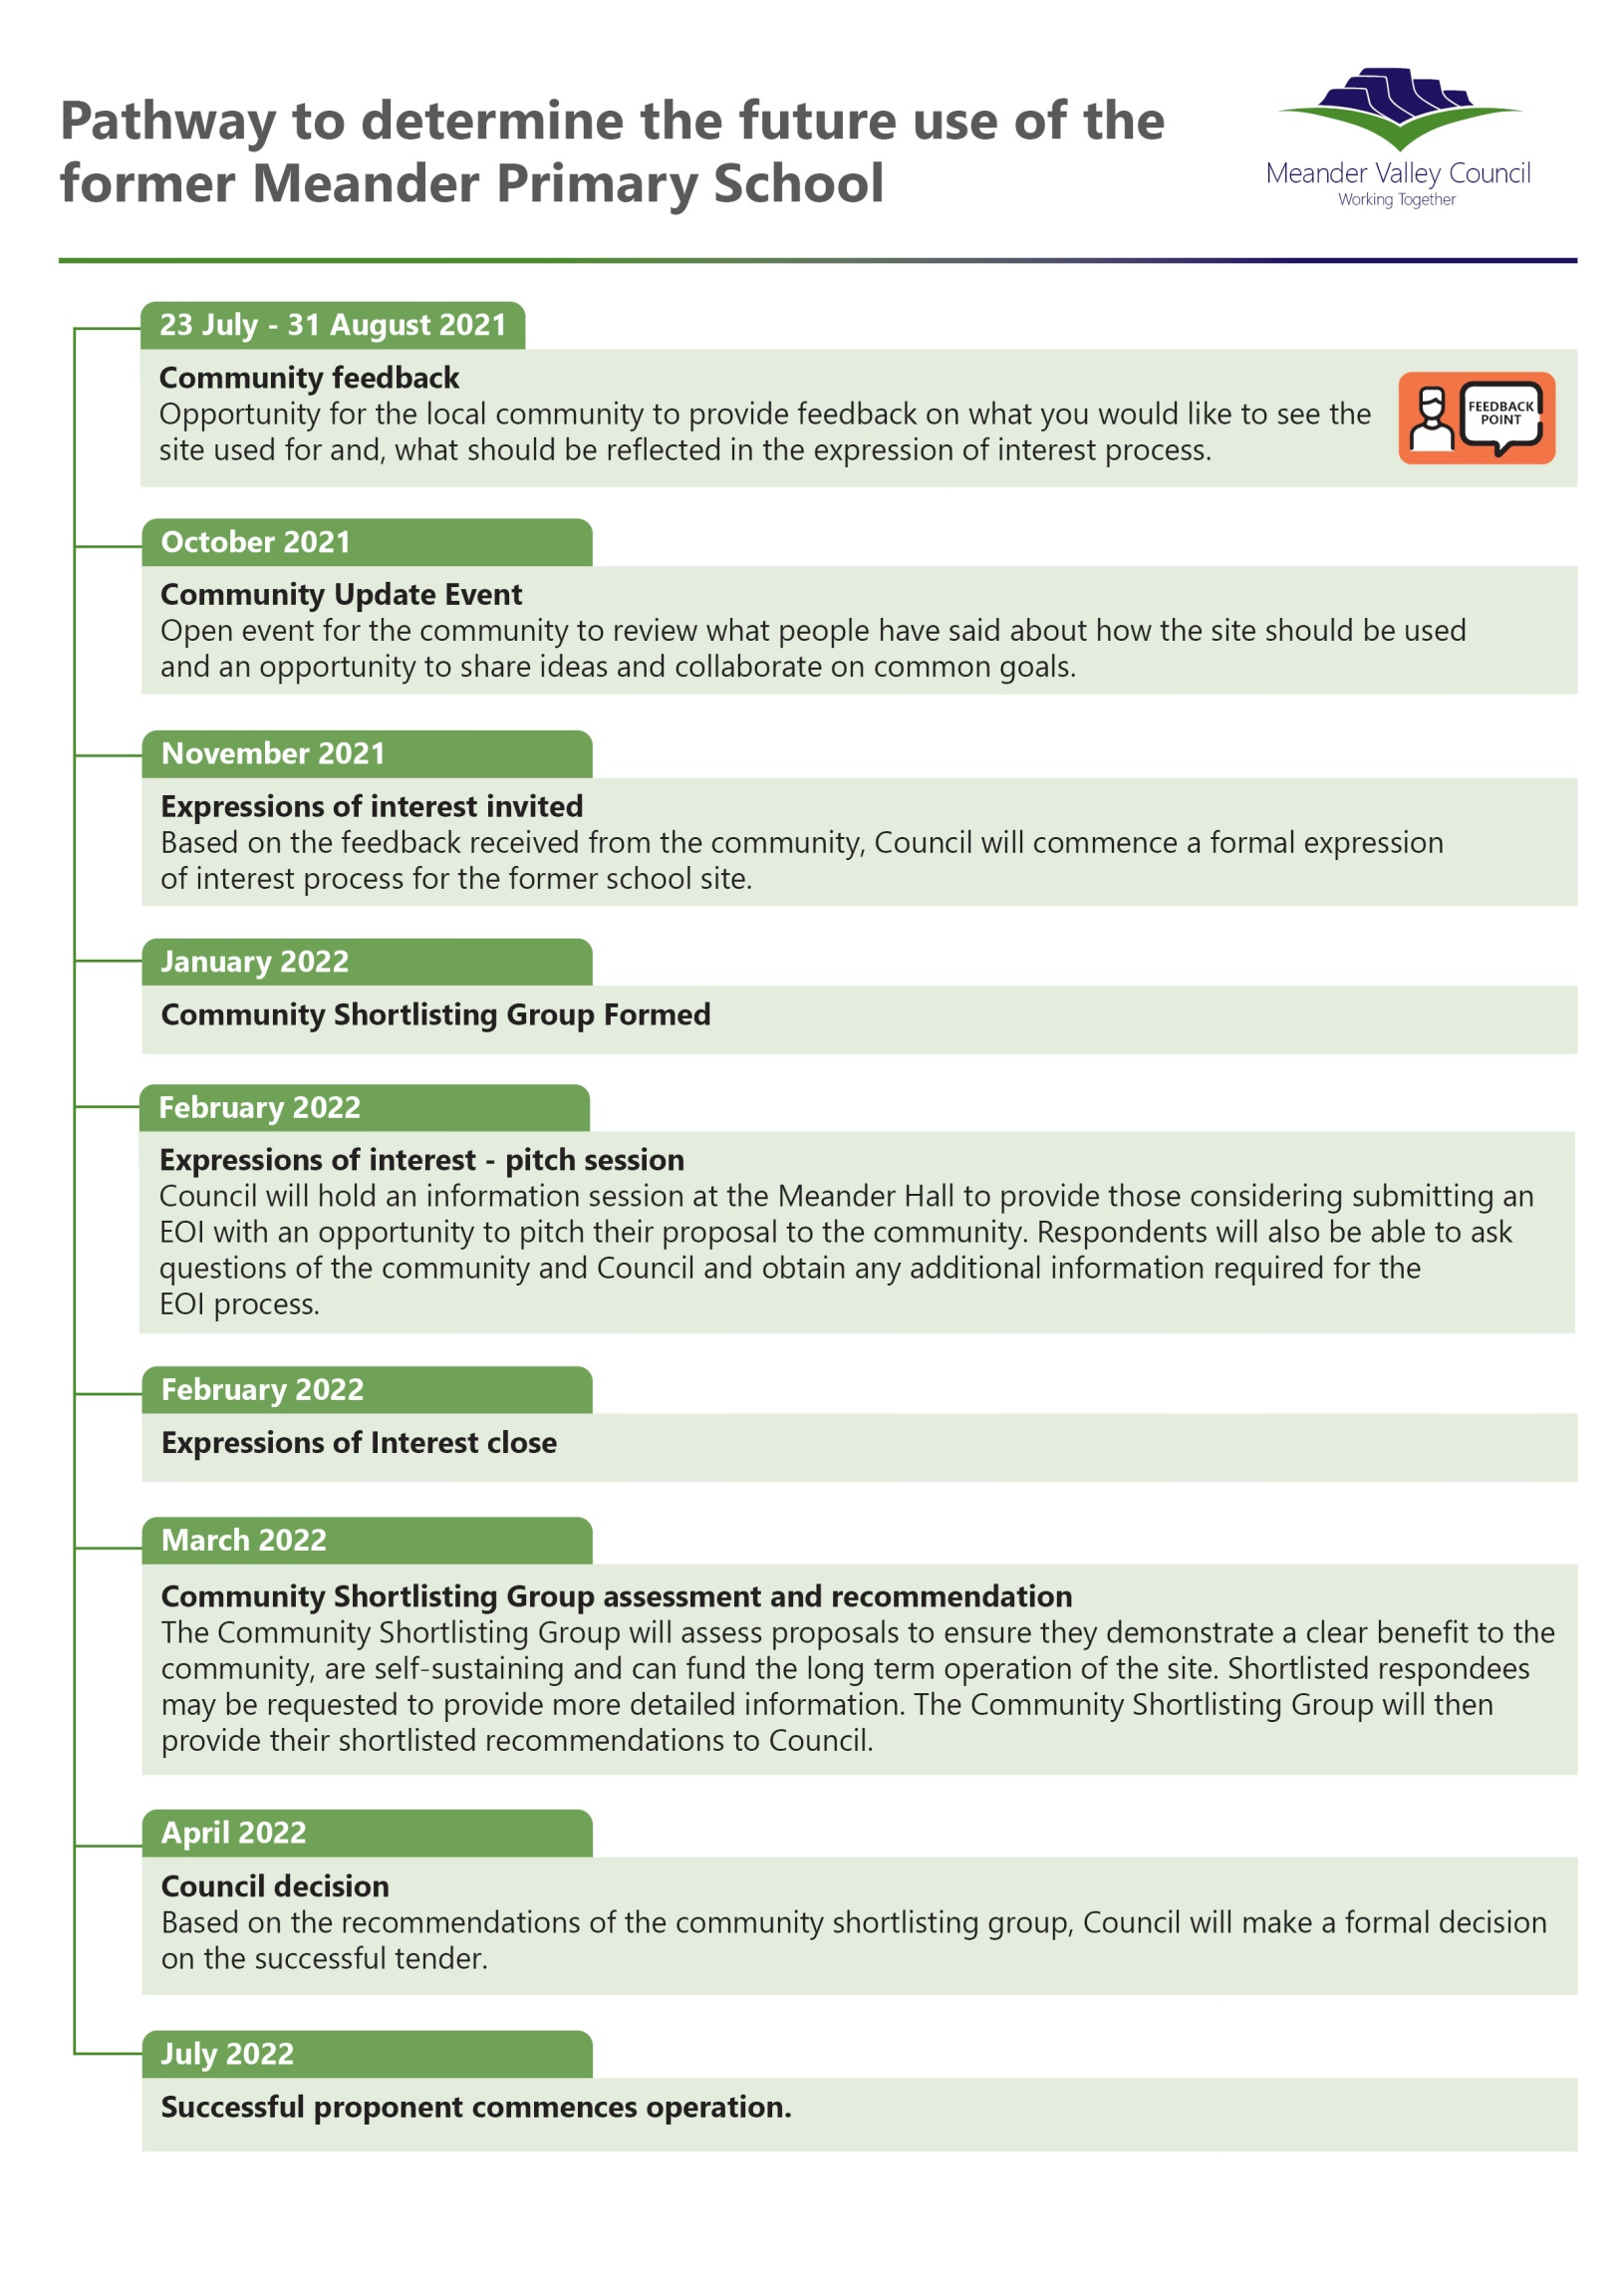 Pathway to determine the future use of the
former Meander Primary School
Meander Valley Council
Working Together
23 July - 31 August 2021
Community feedback
Opportunity for the local community to provide feedback on what you would like to see the
site used for and, what should be reflected in the expression of interest process.
FEEDBACK
POINT
October 2021
Community Update Event
Open event for the community to review what people have said about how the site should be used
and an opportunity to share ideas and collaborate on common goals.
November 2021
Expressions of interest invited
Based on the feedback received from the community, Council will commence a formal expression
of interest process for the former school site.
January 2022
Community Shortlisting Group Formed
February 2022
Expressions of interest - pitch session
Council will hold an information session at the Meander Hall to provide those considering submitting an
EOI with an opportunity to pitch their proposal to the community. Respondents will also be able to ask
questions of the community and Council and obtain any additional information required for the
EOI process.
February 2022
Expressions of Interest close
March 2022
Community Shortlisting Group assessment and recommendation
The Community Shortlisting Group will assess proposals to ensure they demonstrate a clear benefit to the
community, are self-sustaining and can fund the long term operation of the site. Shortlisted respondees
may be requested to provide more detailed information. The Community Shortlisting Group will then
provide their shortlisted recommendations to Council.
April 2022
Council decision
Based on the recommendations of the community shortlisting group, Council will make a formal decision
on the successful tender.
July 2022
Successful proponent commences operation.